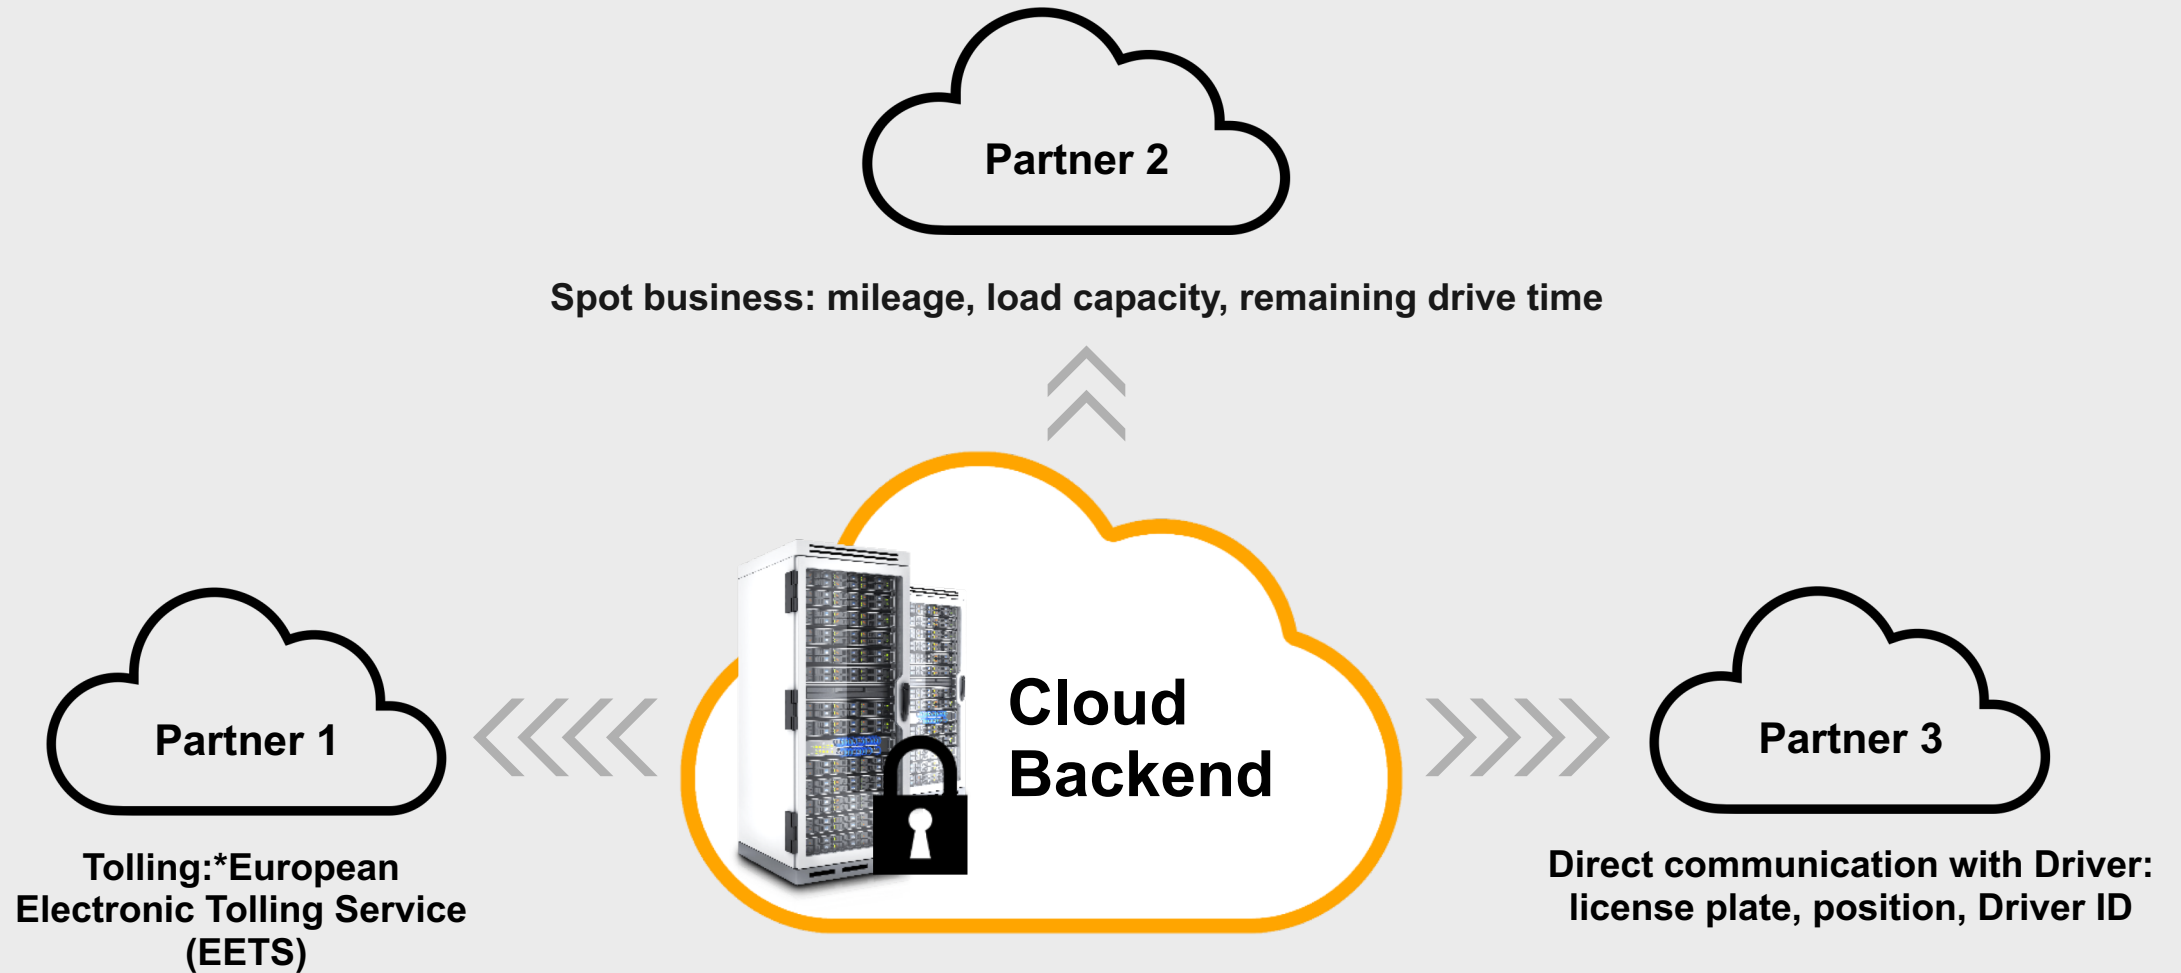 Partner 2
Spot business: mileage, load capacity, remaining drive time
Cloud
Backend
Partner 1
Tolling:*European
Electronic Tolling Service
(EETS)
Partner 3
Direct communication with Driver:
license plate, position, Driver ID